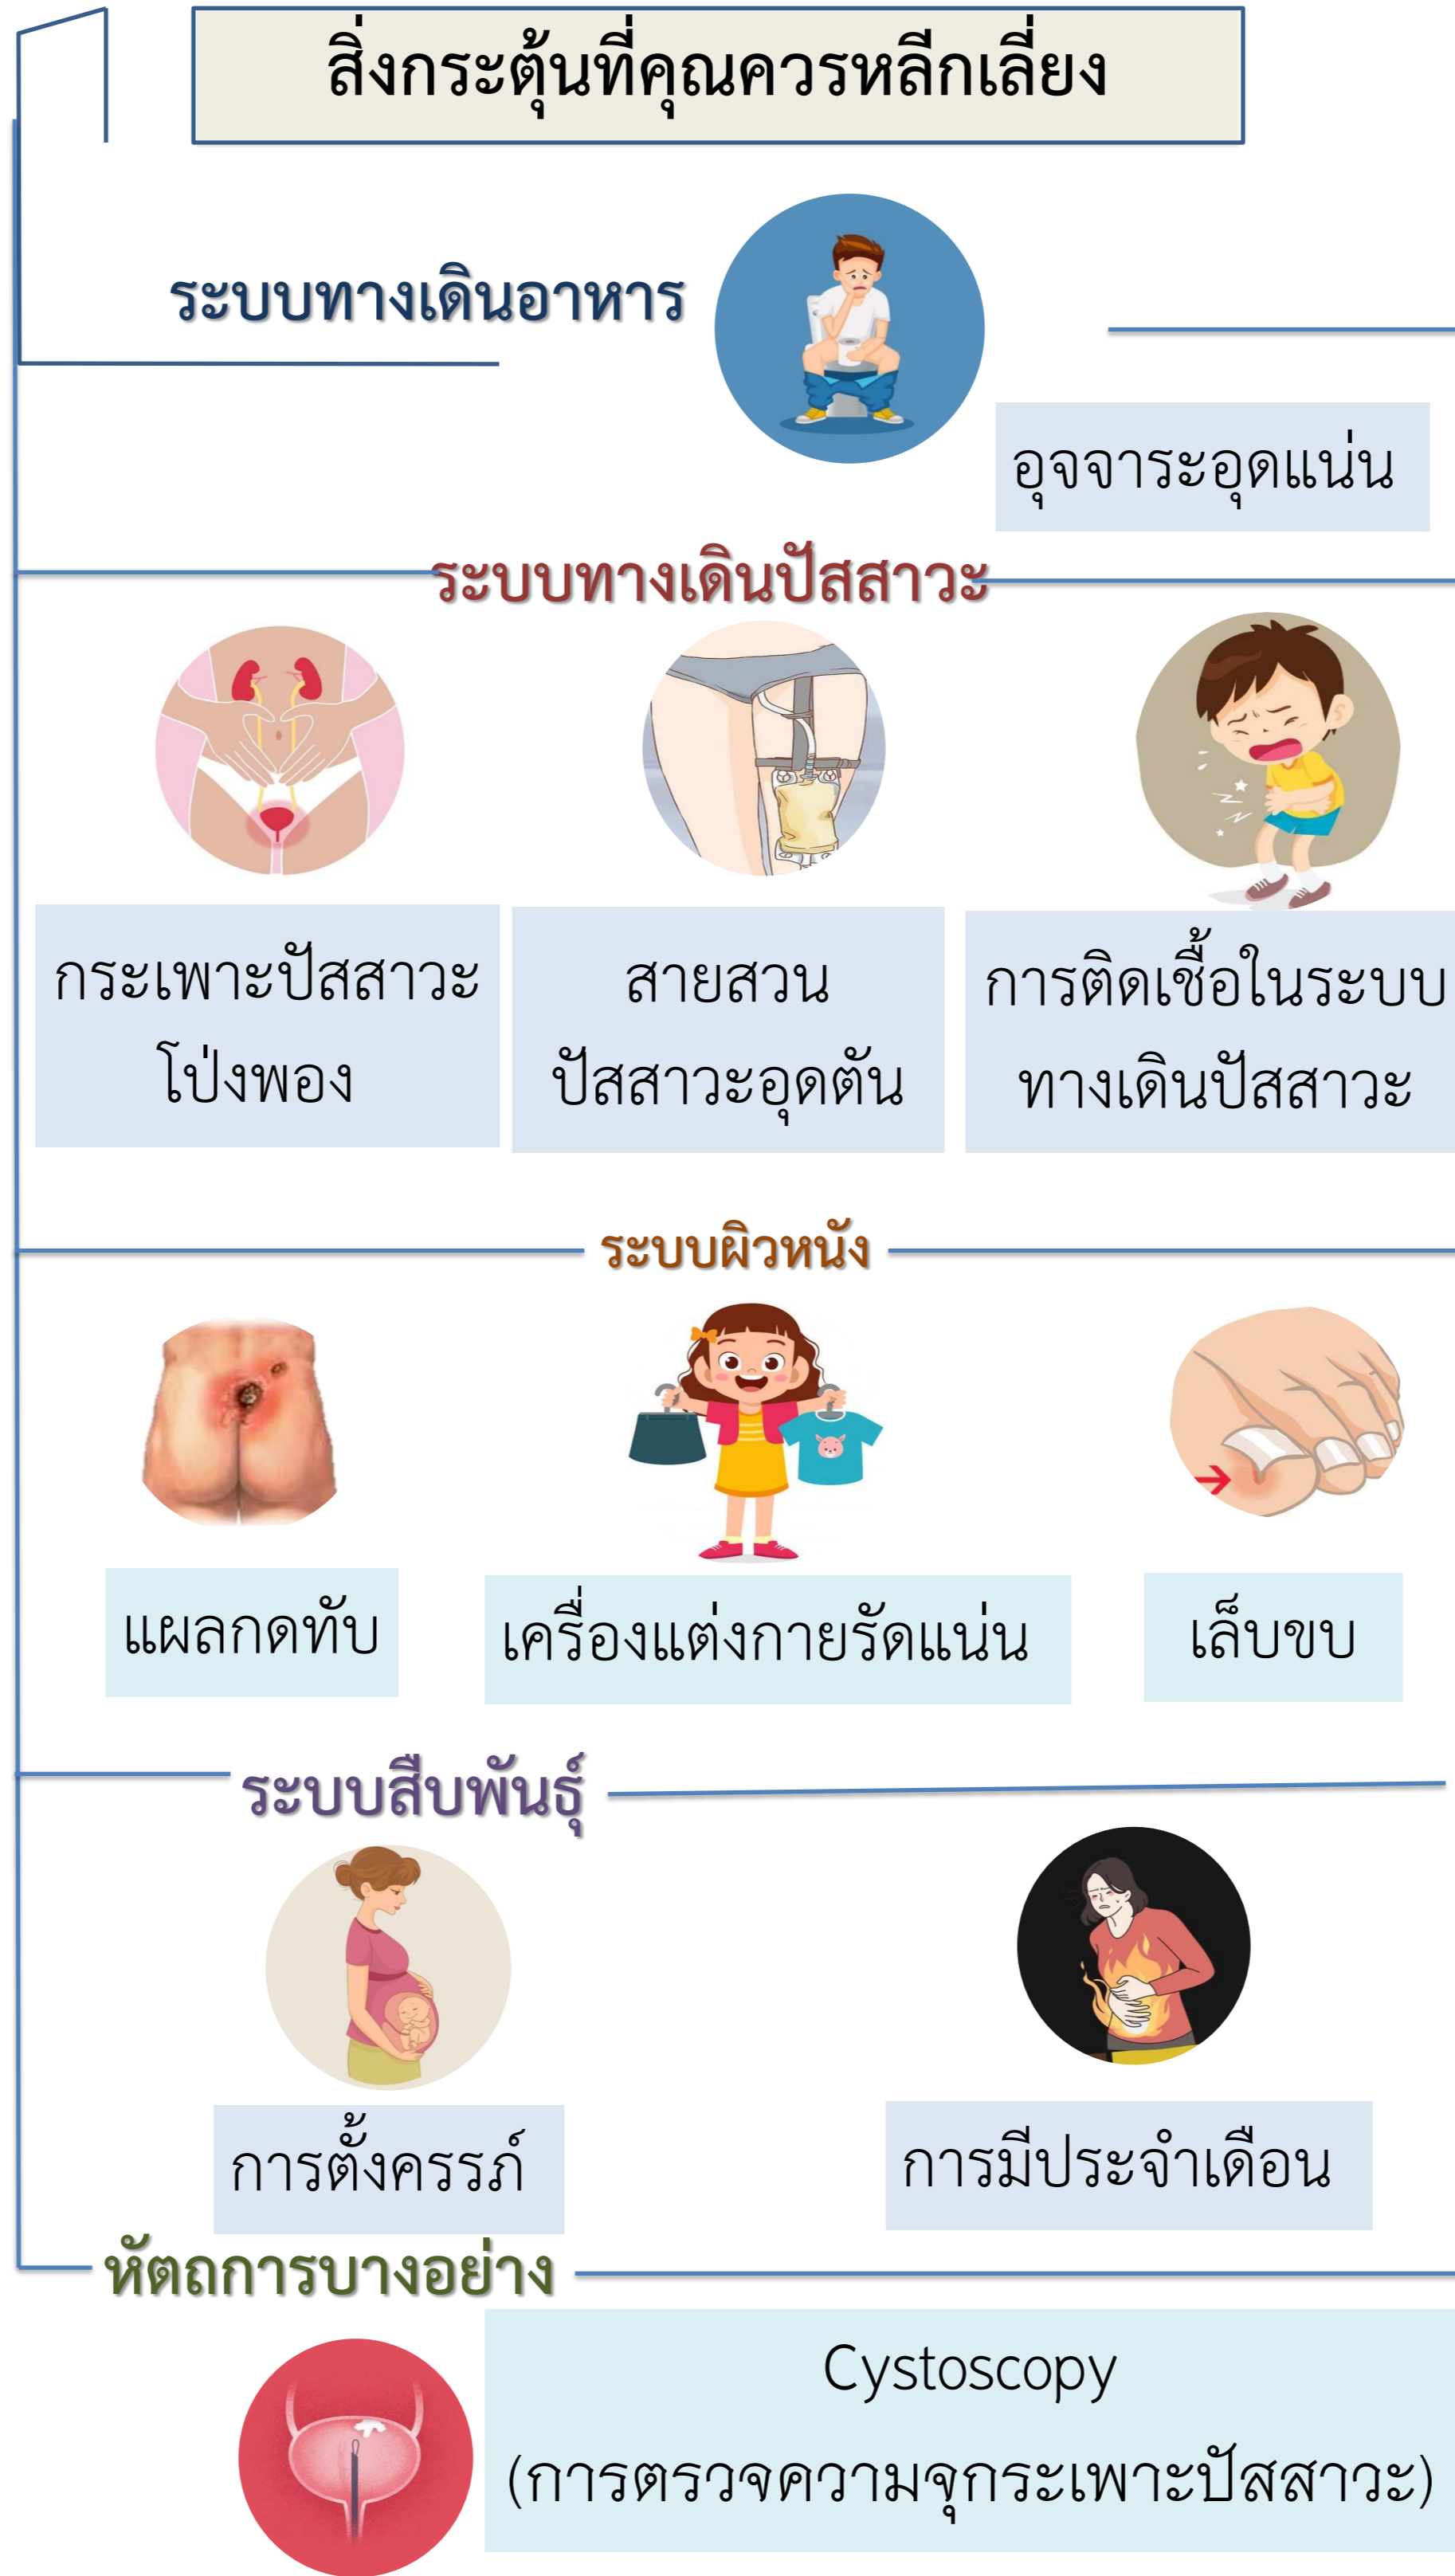 สิ่งกระตุ้นที่คุณควรหลีกเลี่ยง
ระบบทางเดินอาหาร
อุจจาระอุดแน่น
ระบบทางเดินปัสสาวะ
กระเพาะปัสสาวะ
โป่งพอง
สายสวน
ปัสสาวะอุดตัน
การติดเชื้อในระบบ
ทางเดินปัสสาวะ
ระบบผิวหนัง
แผลกดทับ
เครื่องแต่งกายรัดแน่น
เล็บขบ
ระบบสืบพันธุ์
การตั้งครรภ์
การมีประจำเดือน
หัตถการบางอย่าง
Cystoscopy
(การตรวจความจุกระเพาะปัสสาวะ)